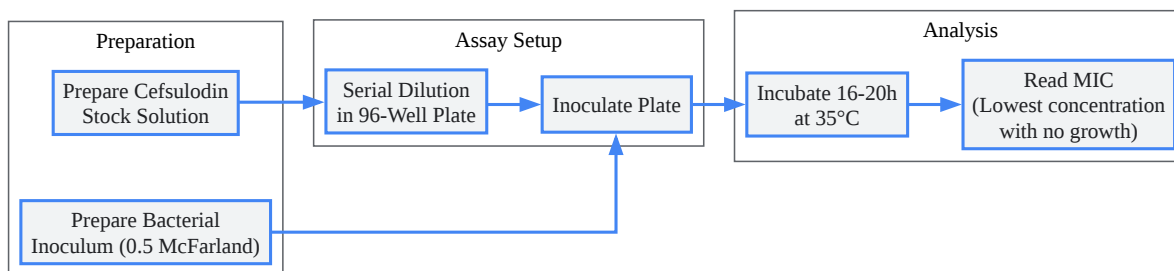 Preparation
Prepare Cefsulodin
Stock Solution
Prepare Bacterial
Inoculum (0.5 McFarland)
Assay Setup
Serial Dilution
in 96-Well Plate
Inoculate Plate
Analysis
Incubate 16-20h
at 35°C
Read MIC
(Lowest concentration
with no growth)